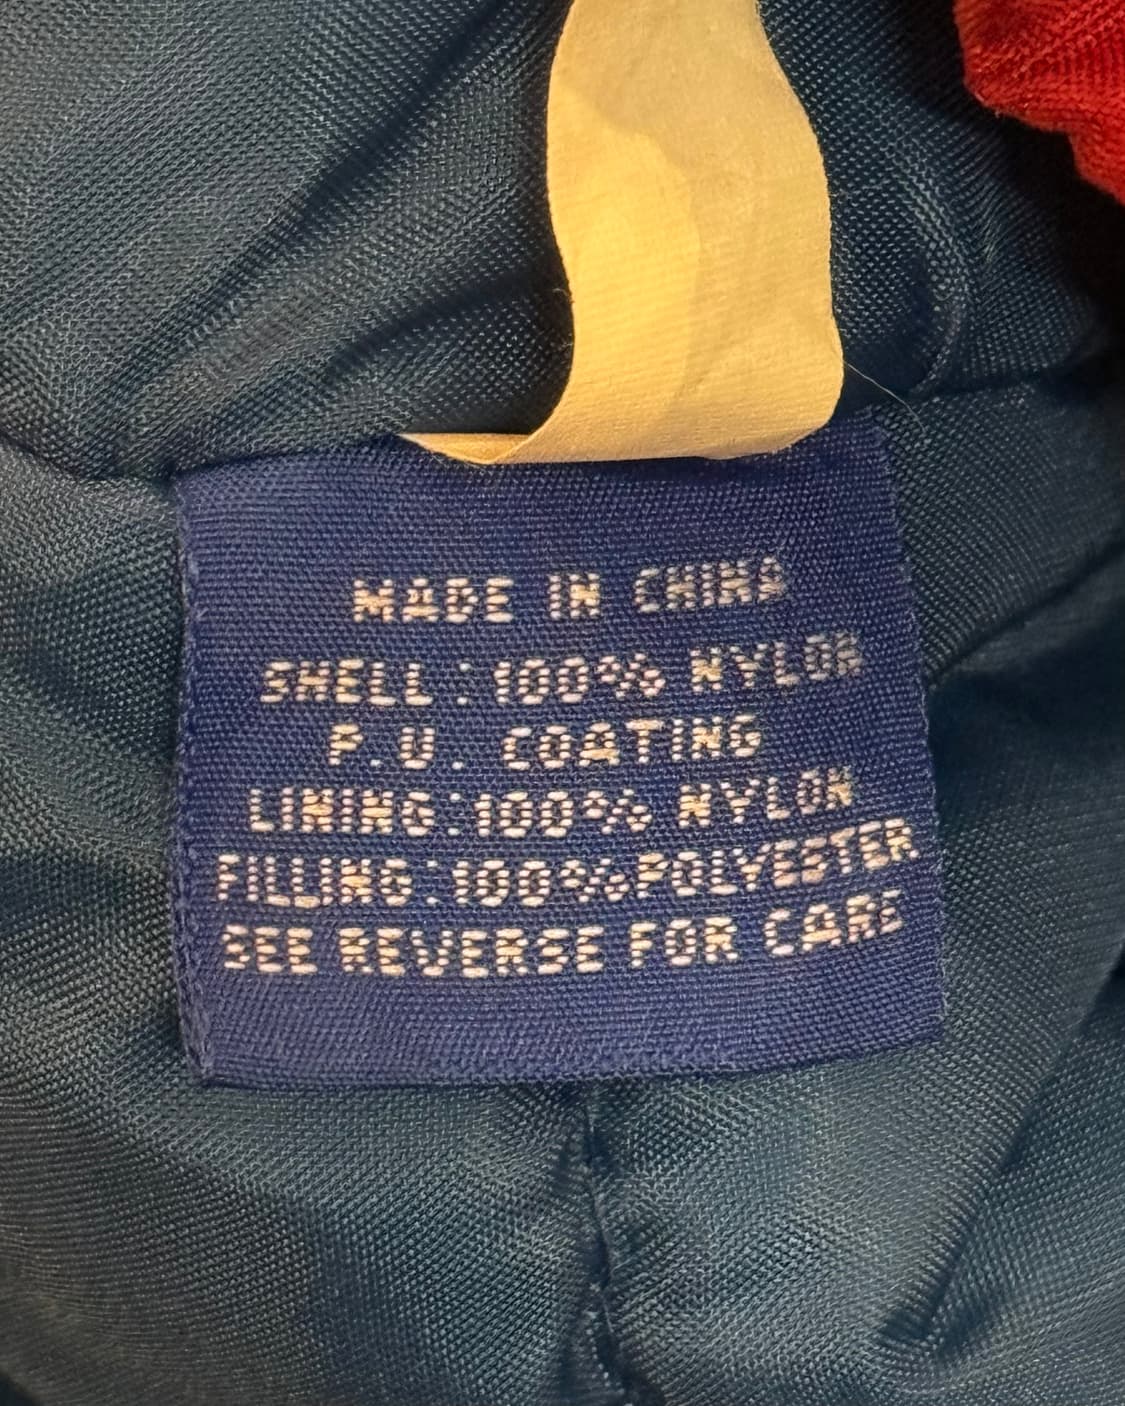 MADE IN CHINA
SHELL : 100% NYLON
P.U. COATING
LINING : 100% NYLON
FILLING : 100% POLYESTER
SEE REVERSE FOR CARE